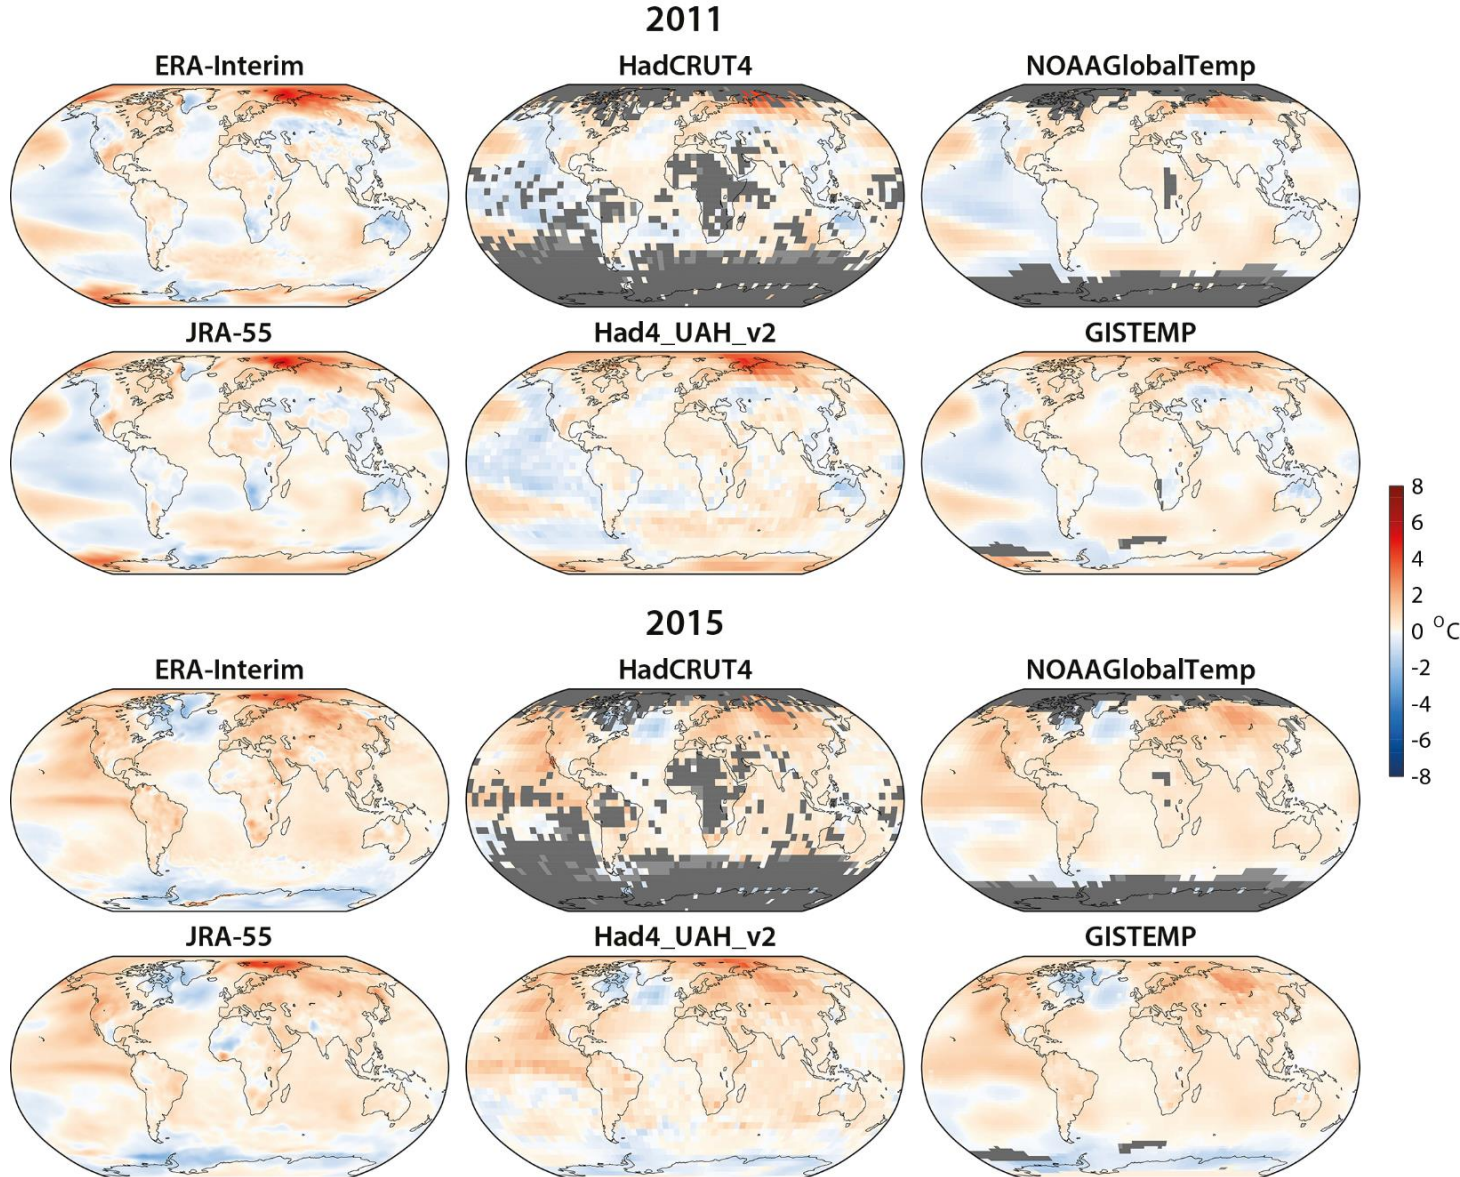 2011
ERA-Interim
HadCRUT4
NOAAGlobalTemp
JRA-55
Had4_UAH_v2
GISTEMP
2015
ERA-Interim
HadCRUT4
NOAAGlobalTemp
JRA-55
Had4_UAH_v2
GISTEMP
8
6
4
2
0 °C
-2
-4
-6
-8